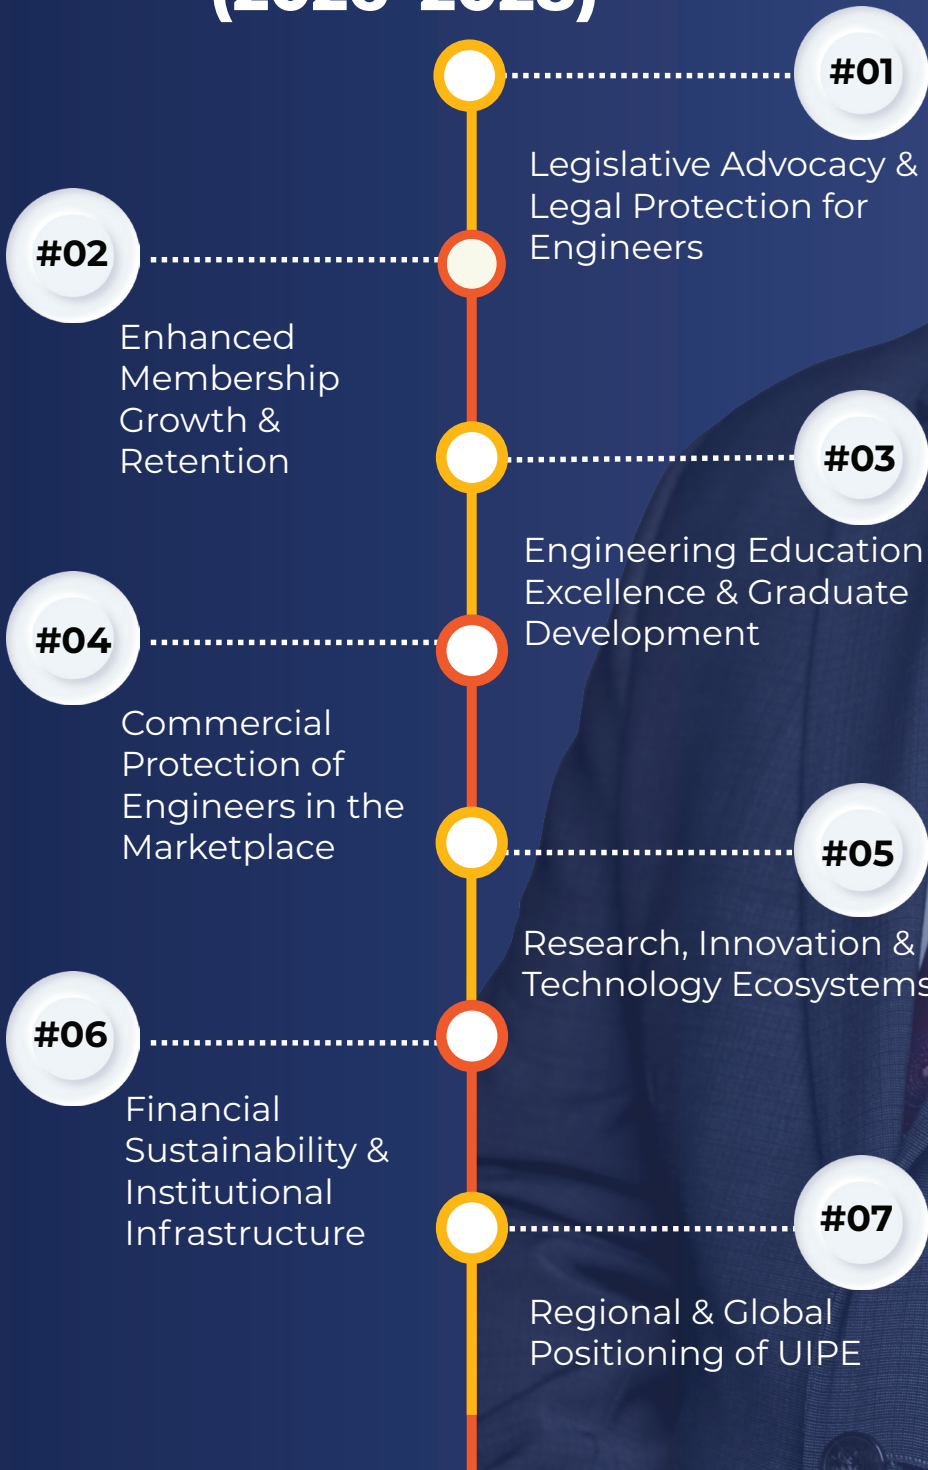 #01
Legislative Advocacy &
Legal Protection for
Engineers
#02
Enhanced
Membership
Growth &
Retention
#03
Engineering Education
Excellence & Graduate
Development
#04
Commercial
Protection of
Engineers in the
Marketplace
#05
Research, Innovation &
Technology Ecosystems
#06
Financial
Sustainability &
Institutional
Infrastructure
#07
Regional & Global
Positioning of UIPE